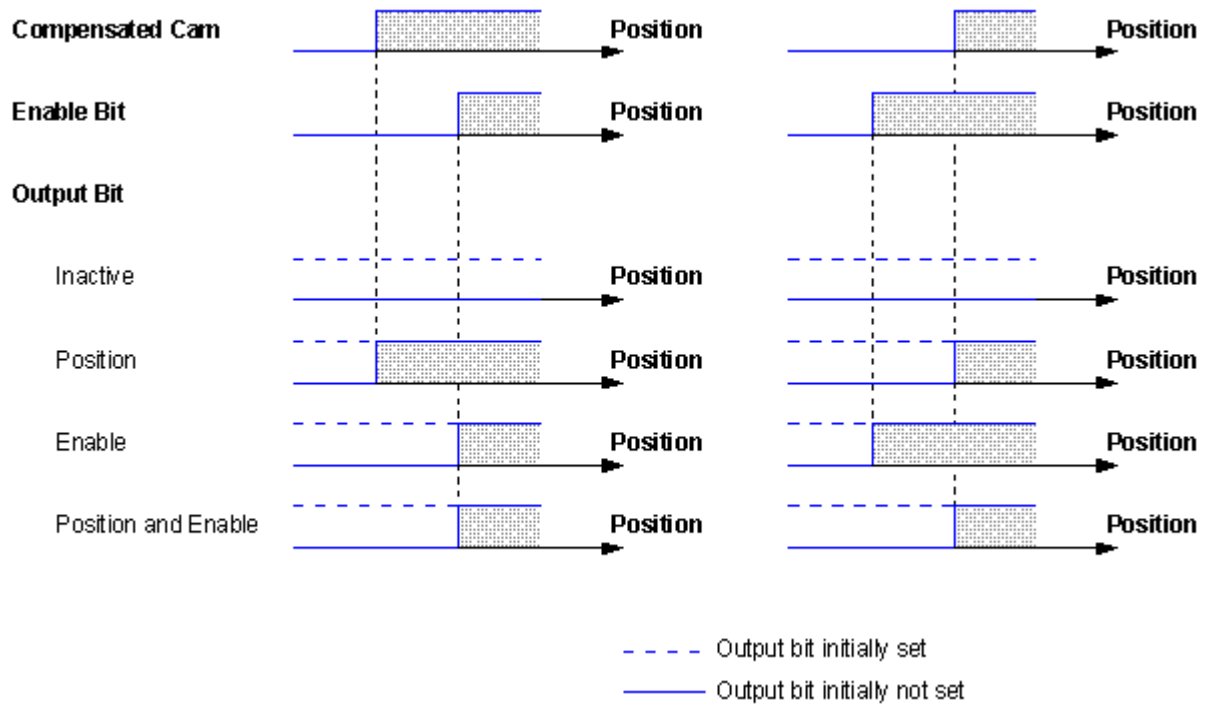 Compensated Cam Position Position
Enable Bit Position Position
Output Bit
Inactive Position Position
Position Position Position
Enable Position Position
Position and Enable Position Position
Output bit initially set
Output bit initially not set